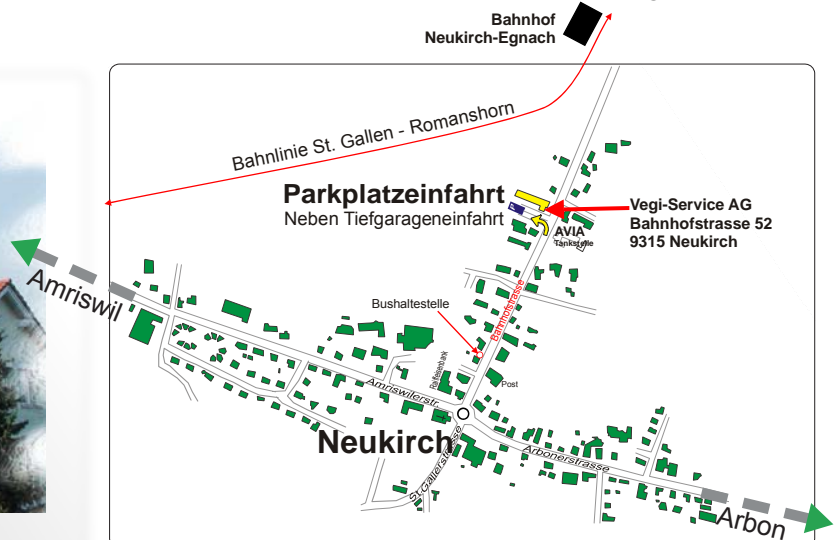 Bahnhof
Neukirch-Egnach
Bahnlinie St. Gallen - Romanshorn
Parkplatzeinfahrt
Neben Tiefgarageneinfahrt
Vegi-Service AG
Bahnhofstrasse 52
9315 Neukirch
AVIA
Tankstelle
Amriswil
Bushaltestelle
Bahnhofstrasse
Raiffeisenbank
Post
Amriswilerstr.
Neukirch
Arbonerstrasse
St.Gallerstrasse
Arbon